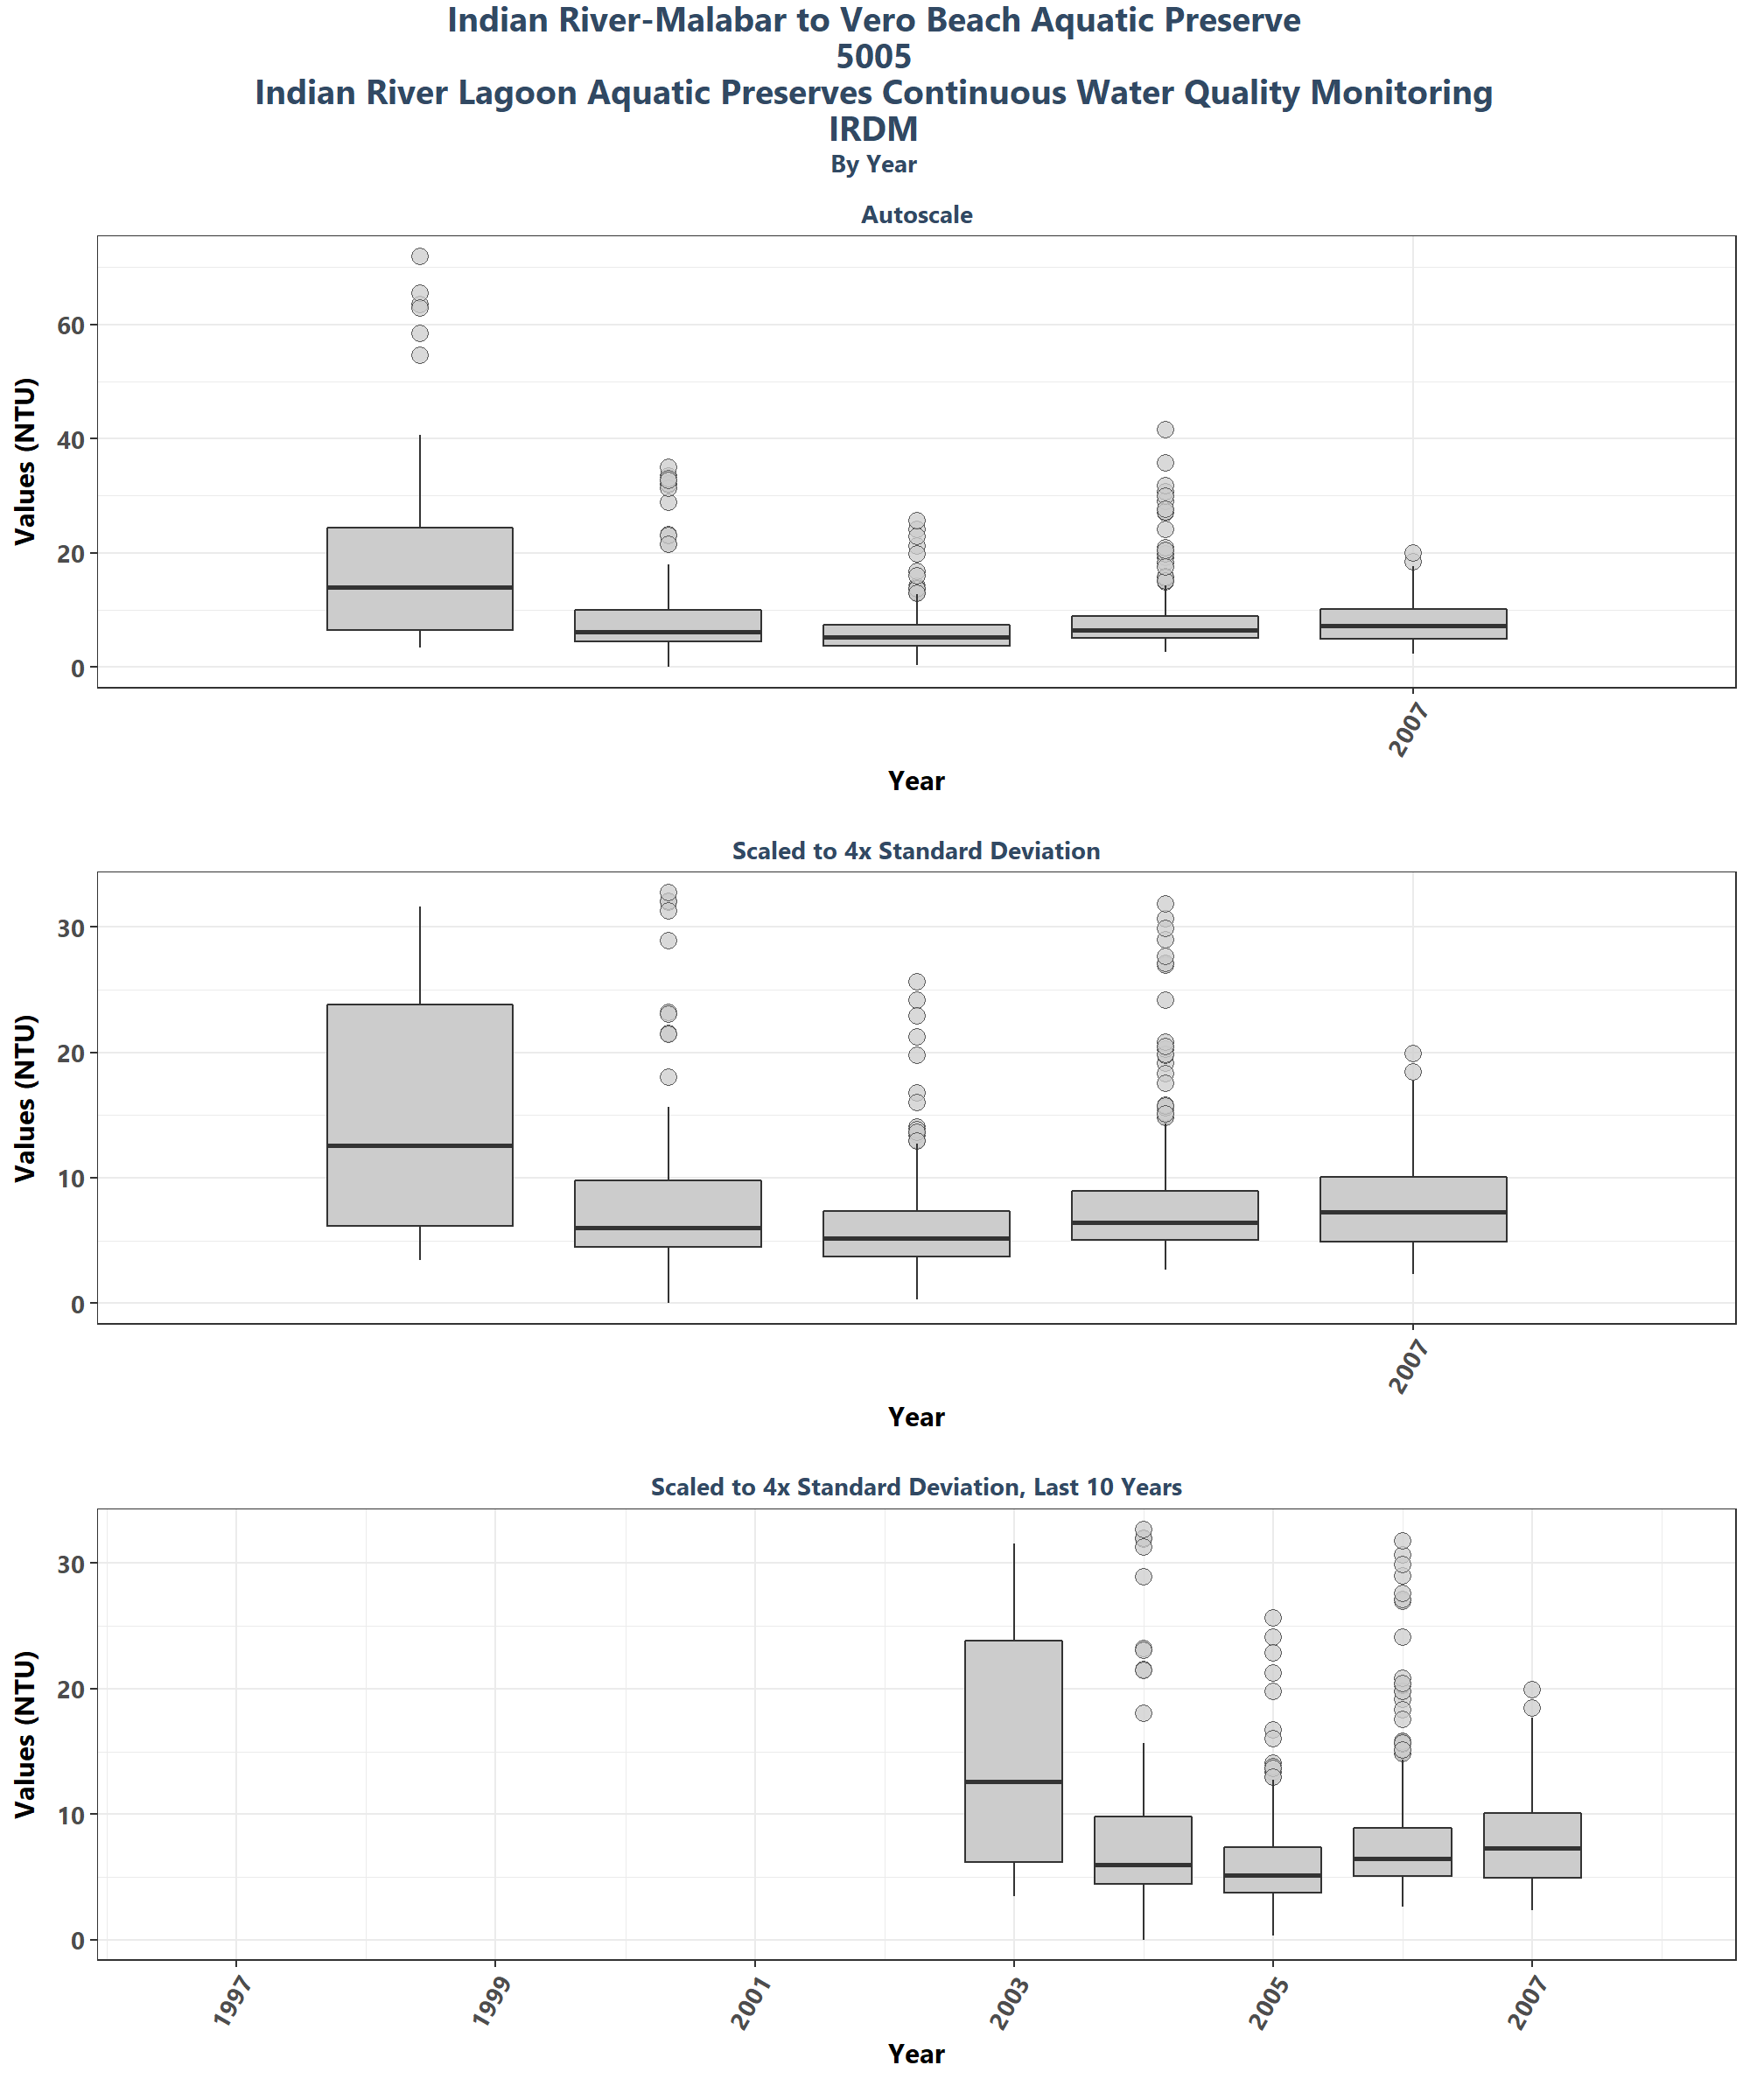 Indian River-Malabar to Vero Beach Aquatic Preserve
5005
Indian River Lagoon Aquatic Preserves Continuous Water Quality Monitoring
IRDM
By Year
Autoscale
Values (NTU)
60
40
20
0
2007
Year
Scaled to 4x Standard Deviation
Values (NTU)
30
20
10
0
2007
Year
Scaled to 4x Standard Deviation, Last 10 Years
Values (NTU)
30
20
10
0
1997
1999
2001
2003
2005
2007
Year